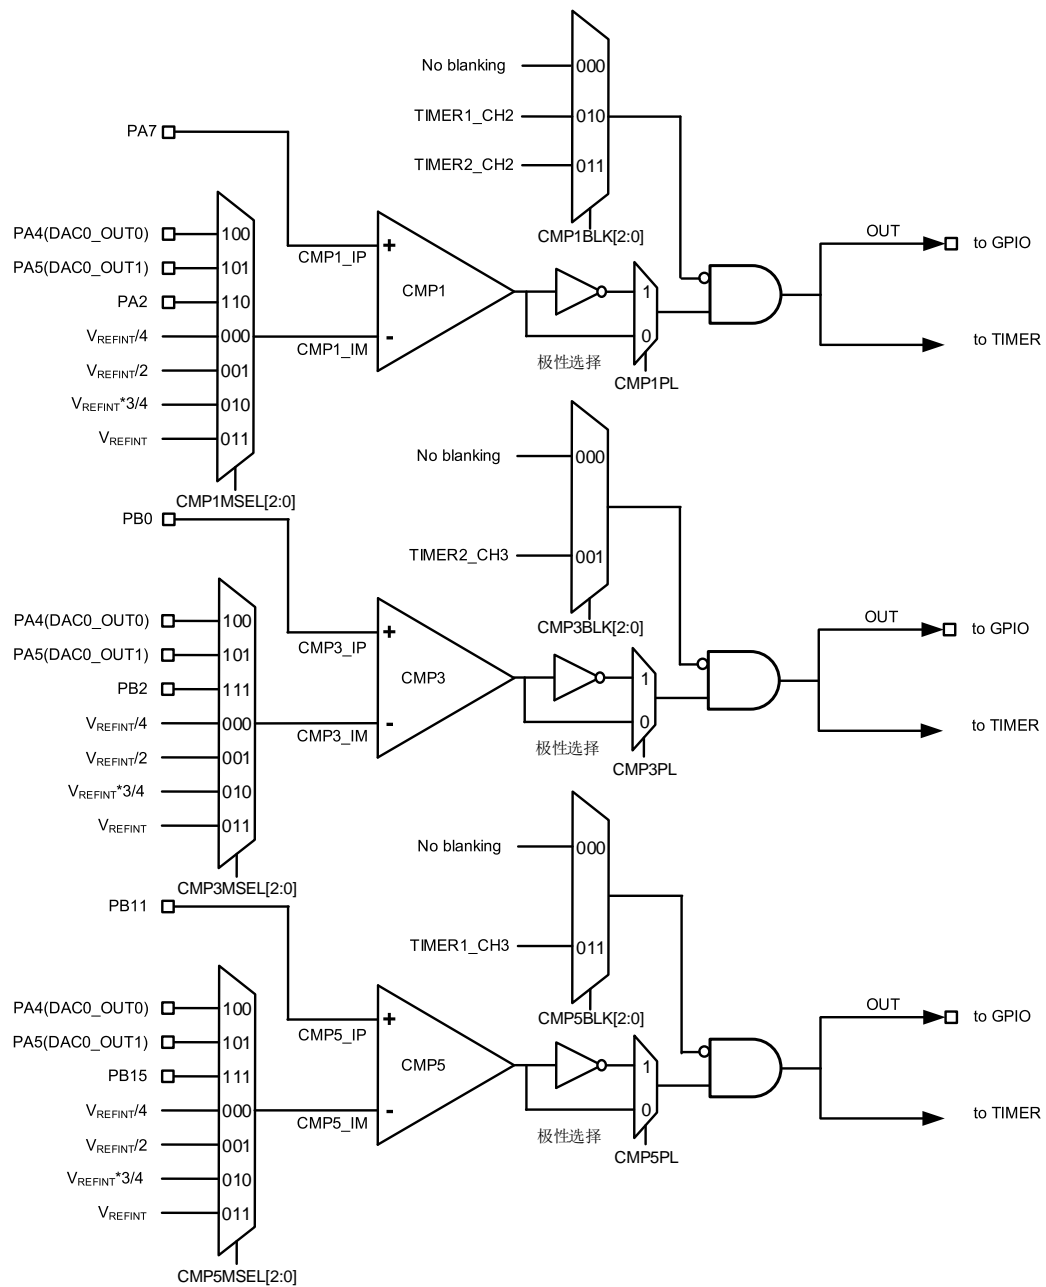 No blanking
000
TIMER1_CH2
010
TIMER2_CH2
011
CMP1BLK[2:0]
PA7
PA4(DAC0_OUT0)
100
PA5(DAC0_OUT1)
101
PA2
110
VREFINT/4
000
VREFINT/2
001
VREFINT*3/4
010
VREFINT
011
CMP1MSEL[2:0]
CMP1_IP
+
CMP1
-
CMP1_IM
1
0
极性选择
CMP1PL
OUT
to GPIO
to TIMER
No blanking
000
TIMER2_CH3
001
CMP3BLK[2:0]
PB0
PA4(DAC0_OUT0)
100
PA5(DAC0_OUT1)
101
PB2
111
VREFINT/4
000
VREFINT/2
001
VREFINT*3/4
010
VREFINT
011
CMP3MSEL[2:0]
CMP3_IP
+
CMP3
-
CMP3_IM
1
0
极性选择
CMP3PL
OUT
to GPIO
to TIMER
No blanking
000
TIMER1_CH3
011
CMP5BLK[2:0]
PB11
PA4(DAC0_OUT0)
100
PA5(DAC0_OUT1)
101
PB15
111
VREFINT/4
000
VREFINT/2
001
VREFINT*3/4
010
VREFINT
011
CMP5MSEL[2:0]
CMP5_IP
+
CMP5
-
CMP5_IM
1
0
极性选择
CMP5PL
OUT
to GPIO
to TIMER